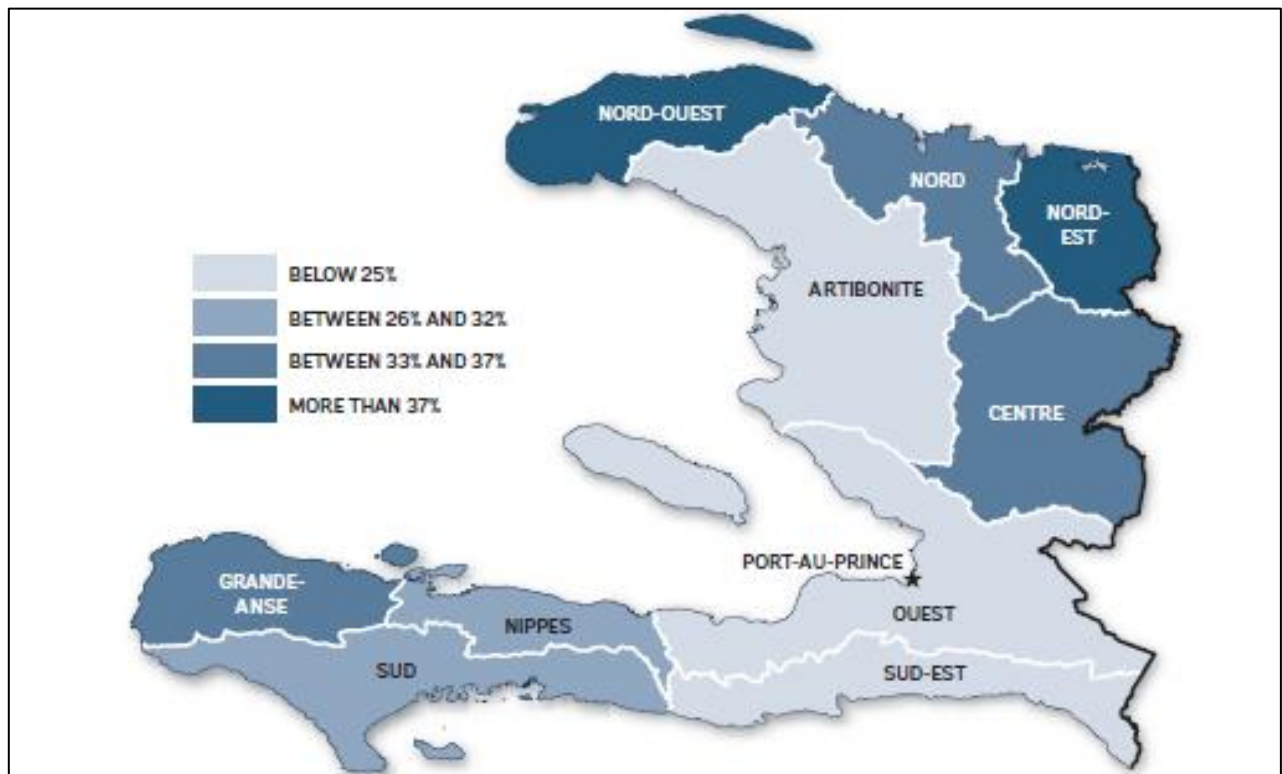 NORD-OUEST
NORD
NORD-
EST
BELOW 25%
ARTIBONITE
BETWEEN 26% AND 32%
BETWEEN 33% AND 37%
MORE THAN 37%
CENTRE
PORT-AU-PRINCE
GRANDE-
ANSE
OUEST
NIPPES
SUD
SUD-EST